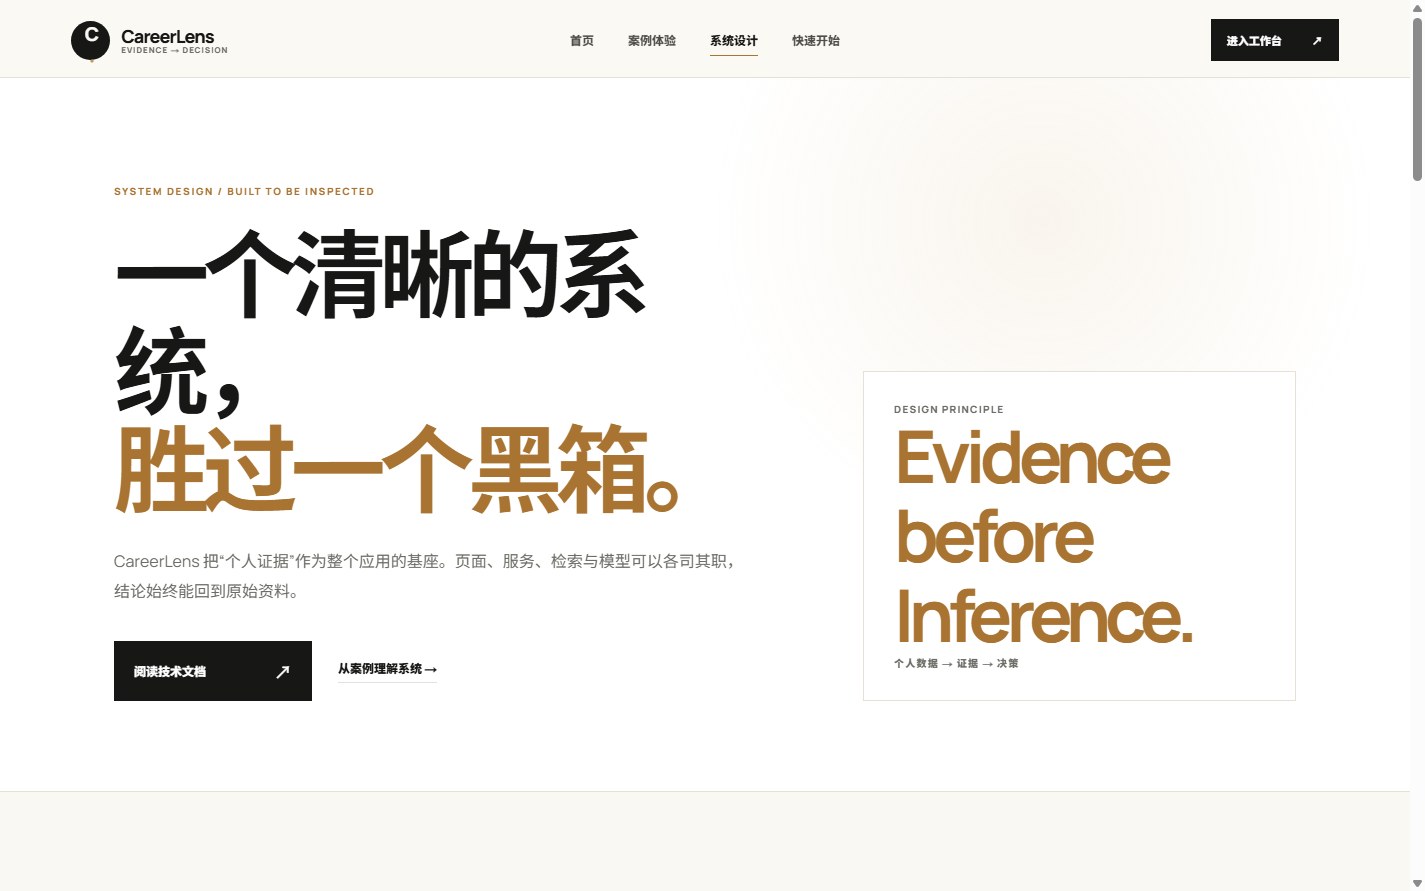 C
CareerLens
EVIDENCE → DECISION
首页
案例体验
系统设计
快速开始
进入工作台 ↗
SYSTEM DESIGN / BUILT TO BE INSPECTED
一个清晰的系
统，
胜过一个黑箱。
CareerLens 把“个人证据”作为整个应用的基座。页面、服务、检索与模型可以各司其职，
结论始终能回到原始资料。
阅读技术文档 ↗
从案例理解系统 →
DESIGN PRINCIPLE
Evidence
before
Inference.
个人数据 → 证据 → 决策